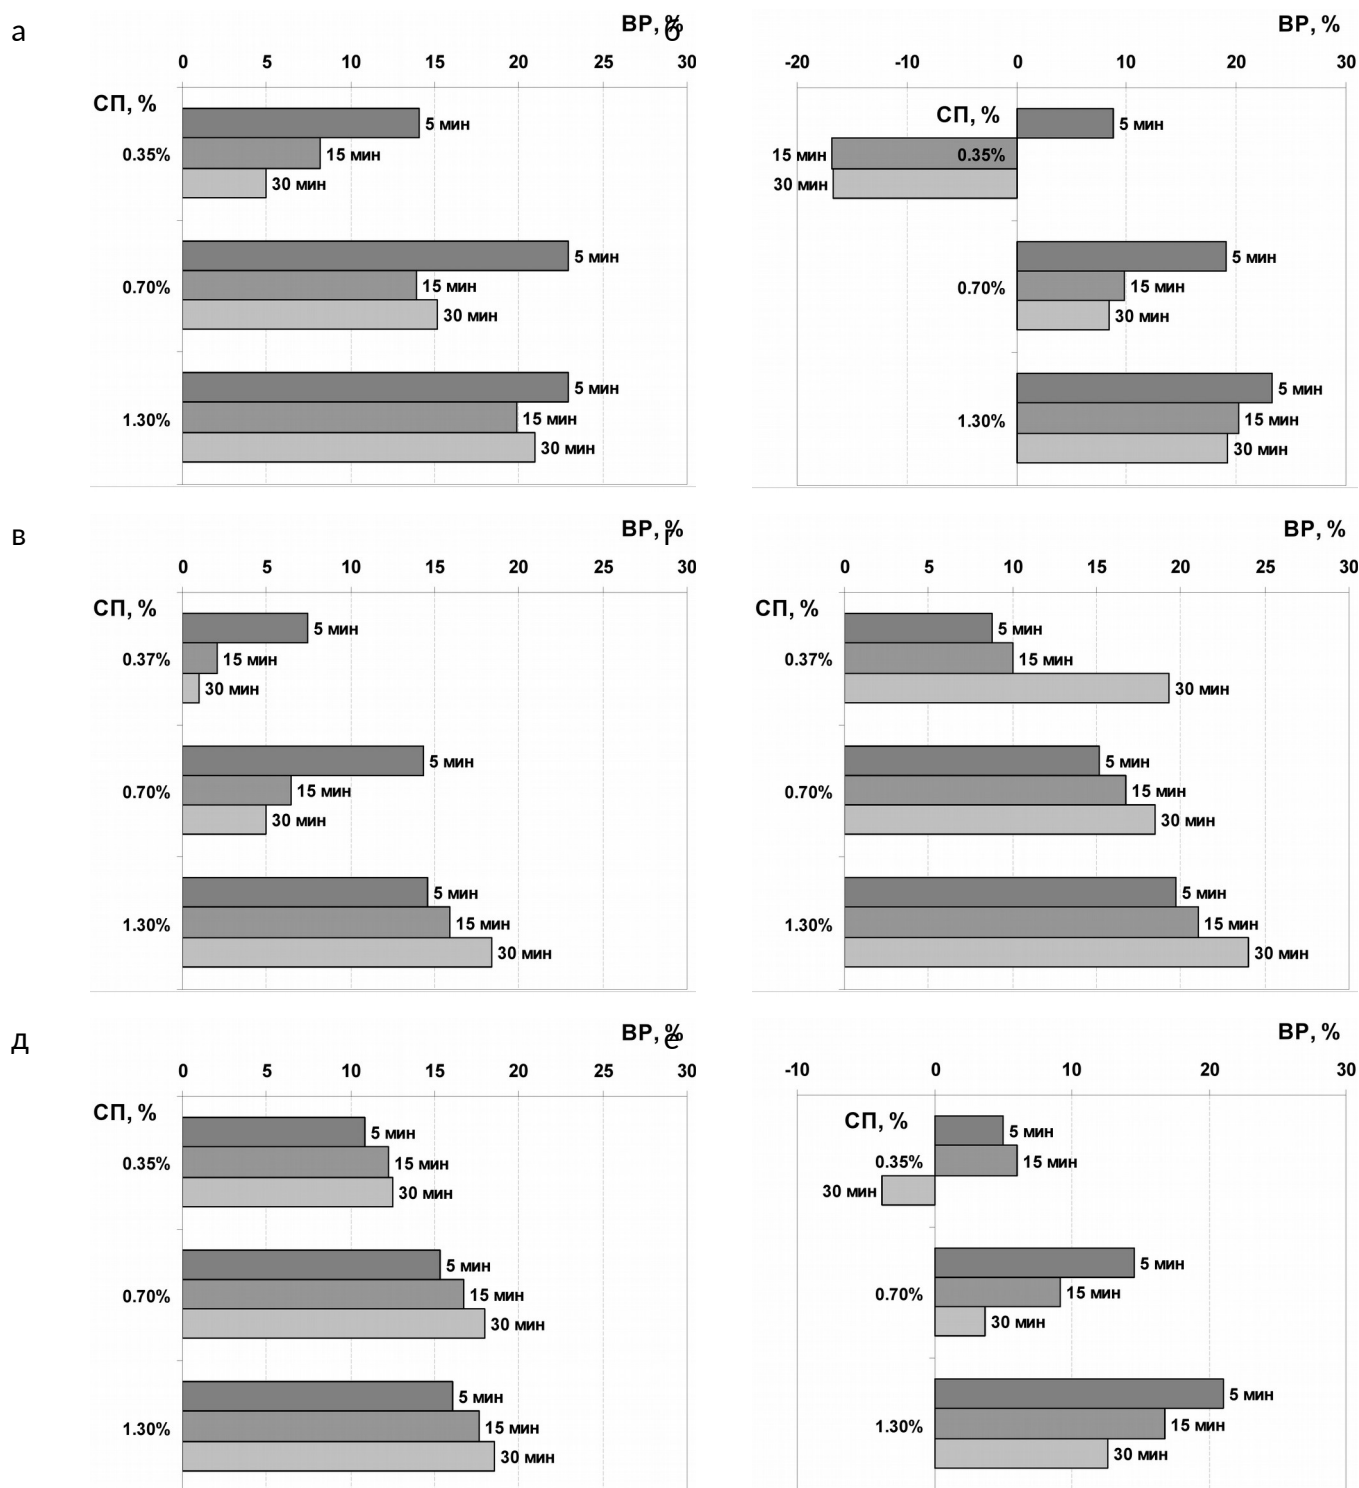 а
ВР, %
0 5 10 15 20 25 30
СП, %
5 мин
0.35% 15 мин
30 мин
5 мин
0.70% 15 мин
30 мин
5 мин
1.30% 15 мин
30 мин
б
ВР, %
-20 -10 0 10 20 30
СП, % 5 мин
15 мин 0.35%
30 мин
5 мин
0.70% 15 мин
30 мин
5 мин
1.30% 15 мин
30 мин
в
ВР, %
0 5 10 15 20 25 30
СП, %
5 мин
0.37% 15 мин
30 мин
5 мин
0.70% 15 мин
30 мин
5 мин
1.30% 15 мин
30 мин
г
ВР, %
0 5 10 15 20 25 30
СП, %
5 мин
0.37% 15 мин
30 мин
5 мин
0.70% 15 мин
30 мин
5 мин
1.30% 15 мин
30 мин
д
ВР, %
0 5 10 15 20 25 30
СП, %
5 мин
0.35% 15 мин
30 мин
5 мин
0.70% 15 мин
30 мин
5 мин
1.30% 15 мин
30 мин
е
ВР, %
-10 0 10 20 30
СП, %
5 мин
0.35% 15 мин
30 мин
5 мин
0.70% 15 мин
30 мин
5 мин
1.30% 15 мин
30 мин